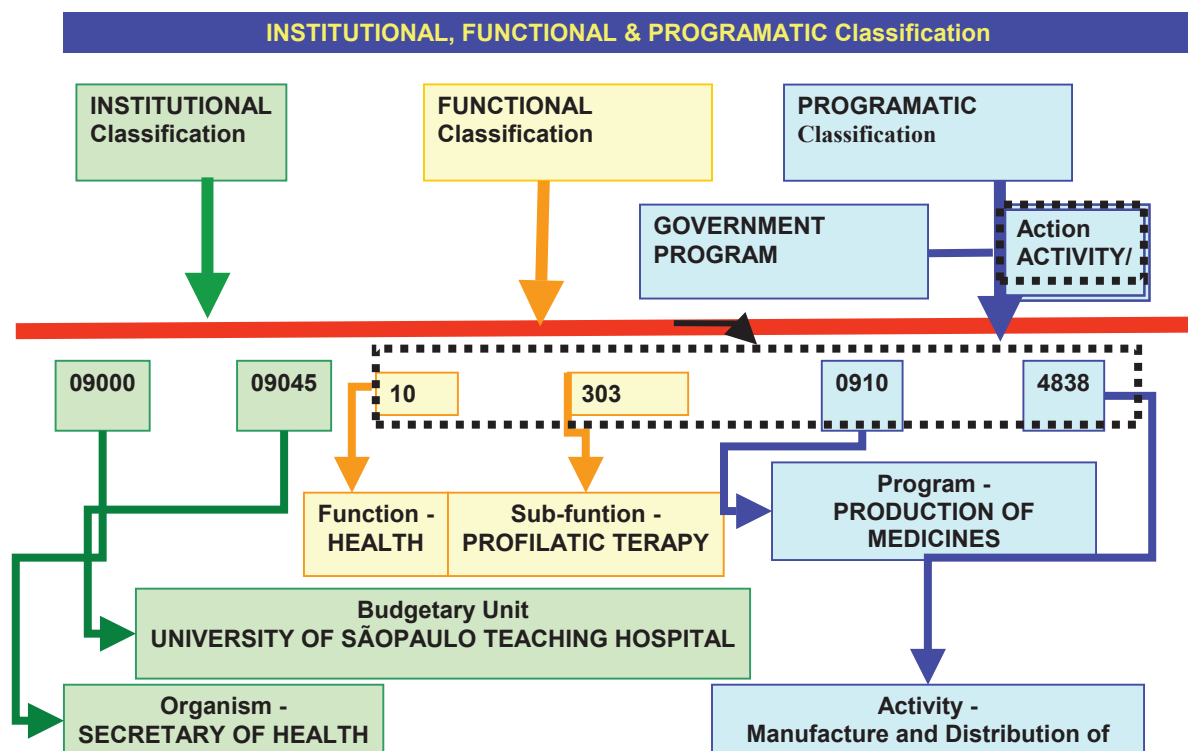 INSTITUTIONAL, FUNCTIONAL & PROGRAMATIC Classification
INSTITUTIONAL
Classification
FUNCTIONAL
Classification
PROGRAMATIC
Classification
GOVERNMENT
PROGRAM
Action
ACTIVITY/
09000
09045
10
303
0910
4838
Function -
HEALTH
Sub-funtion -
PROFILATIC TERAPY
Program -
PRODUCTION OF
MEDICINES
Budgetary Unit
UNIVERSITY OF SÃOPAULO TEACHING HOSPITAL
Organism -
SECRETARY OF HEALTH
Activity -
Manufacture and Distribution of